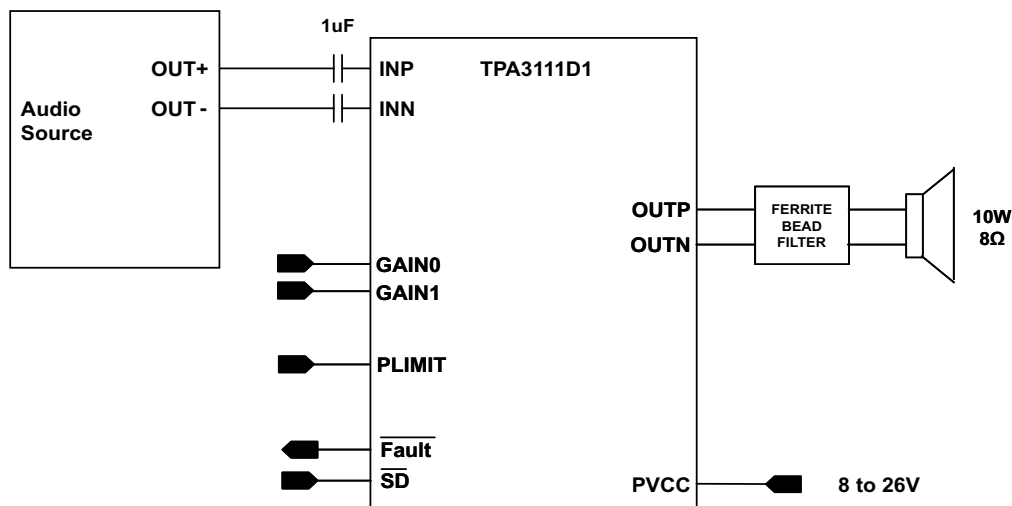 1uF
OUT+
INP
TPA3111D1
OUT -
INN
Audio
Source
OUTP
OUTN
FERRITE
BEAD
FILTER
10W
8Ω
GAIN0
GAIN1
PLIMIT
Fault
SD
PVCC
8 to 26V